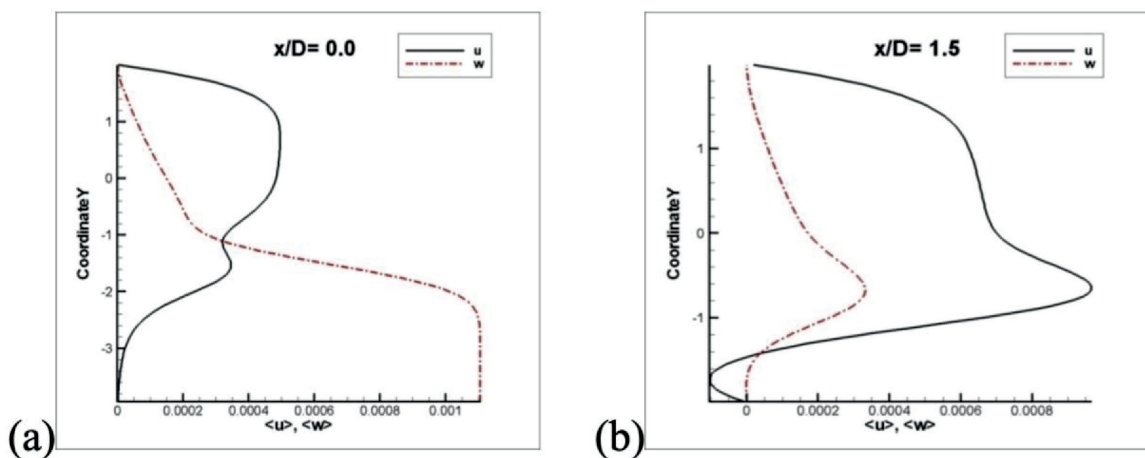 x/D= 0.0
u
w
1
0
-1
-2
-3
CoordinateY
0 0.0002 0.0004 0.0006 0.0008 0.001
<u>, <w>
(a)
x/D= 1.5
u
w
1
0
-1
CoordinateY
0 0.0002 0.0004 0.0006 0.0008
<u>, <w>
(b)